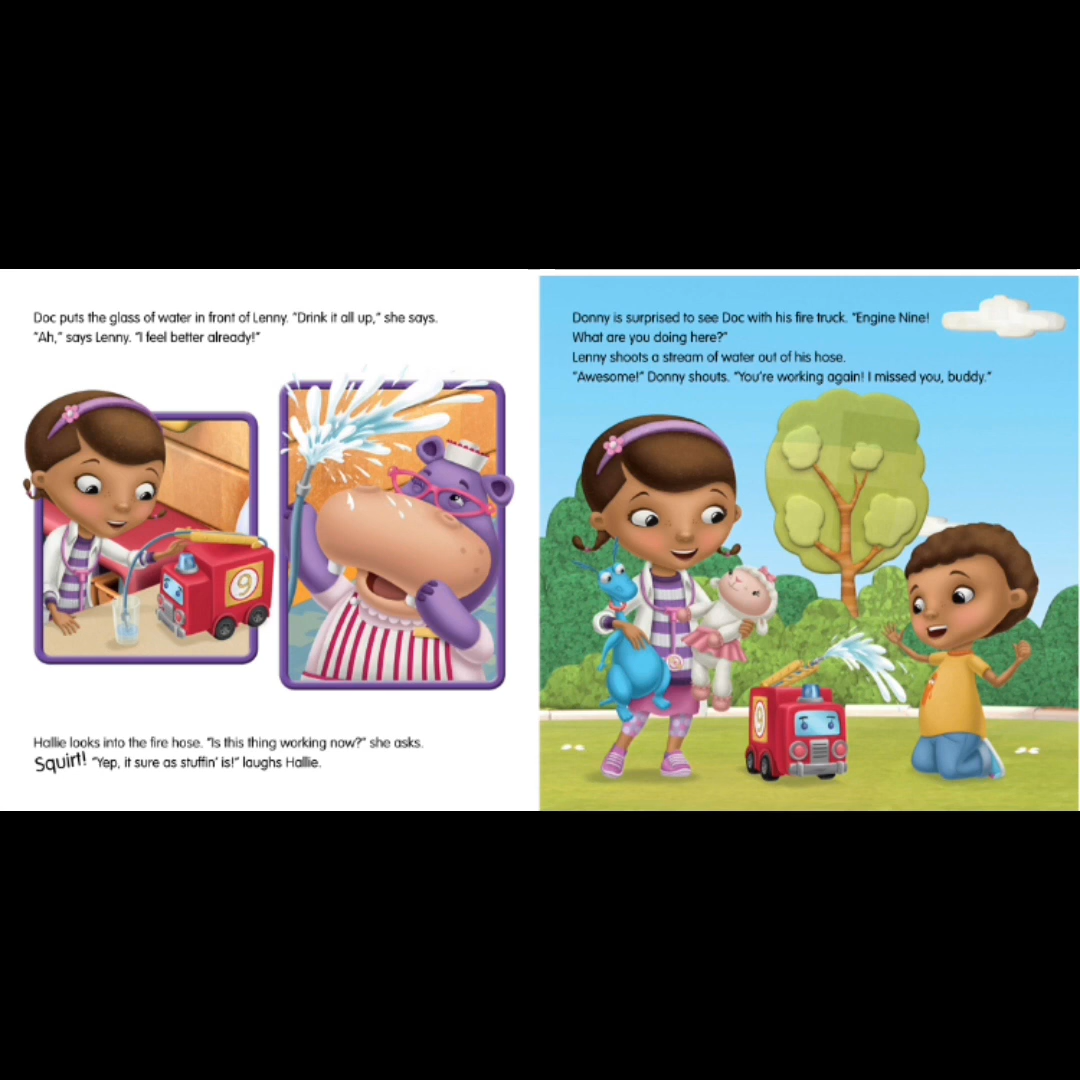 Doc puts the glass of water in front of Lenny. "Drink it all up," she says.
"Ah," says Lenny. "I feel better already!"
9
Hallie looks into the fire hose. "Is this thing working now?" she asks.
Squirt! "Yep, it sure as stuffin' is!" laughs Hallie.
Donny is surprised to see Doc with his fire truck. "Engine Nine!
What are you doing here?"
Lenny shoots a stream of water out of his hose.
"Awesome!" Donny shouts. "You're working again! I missed you, buddy."
9